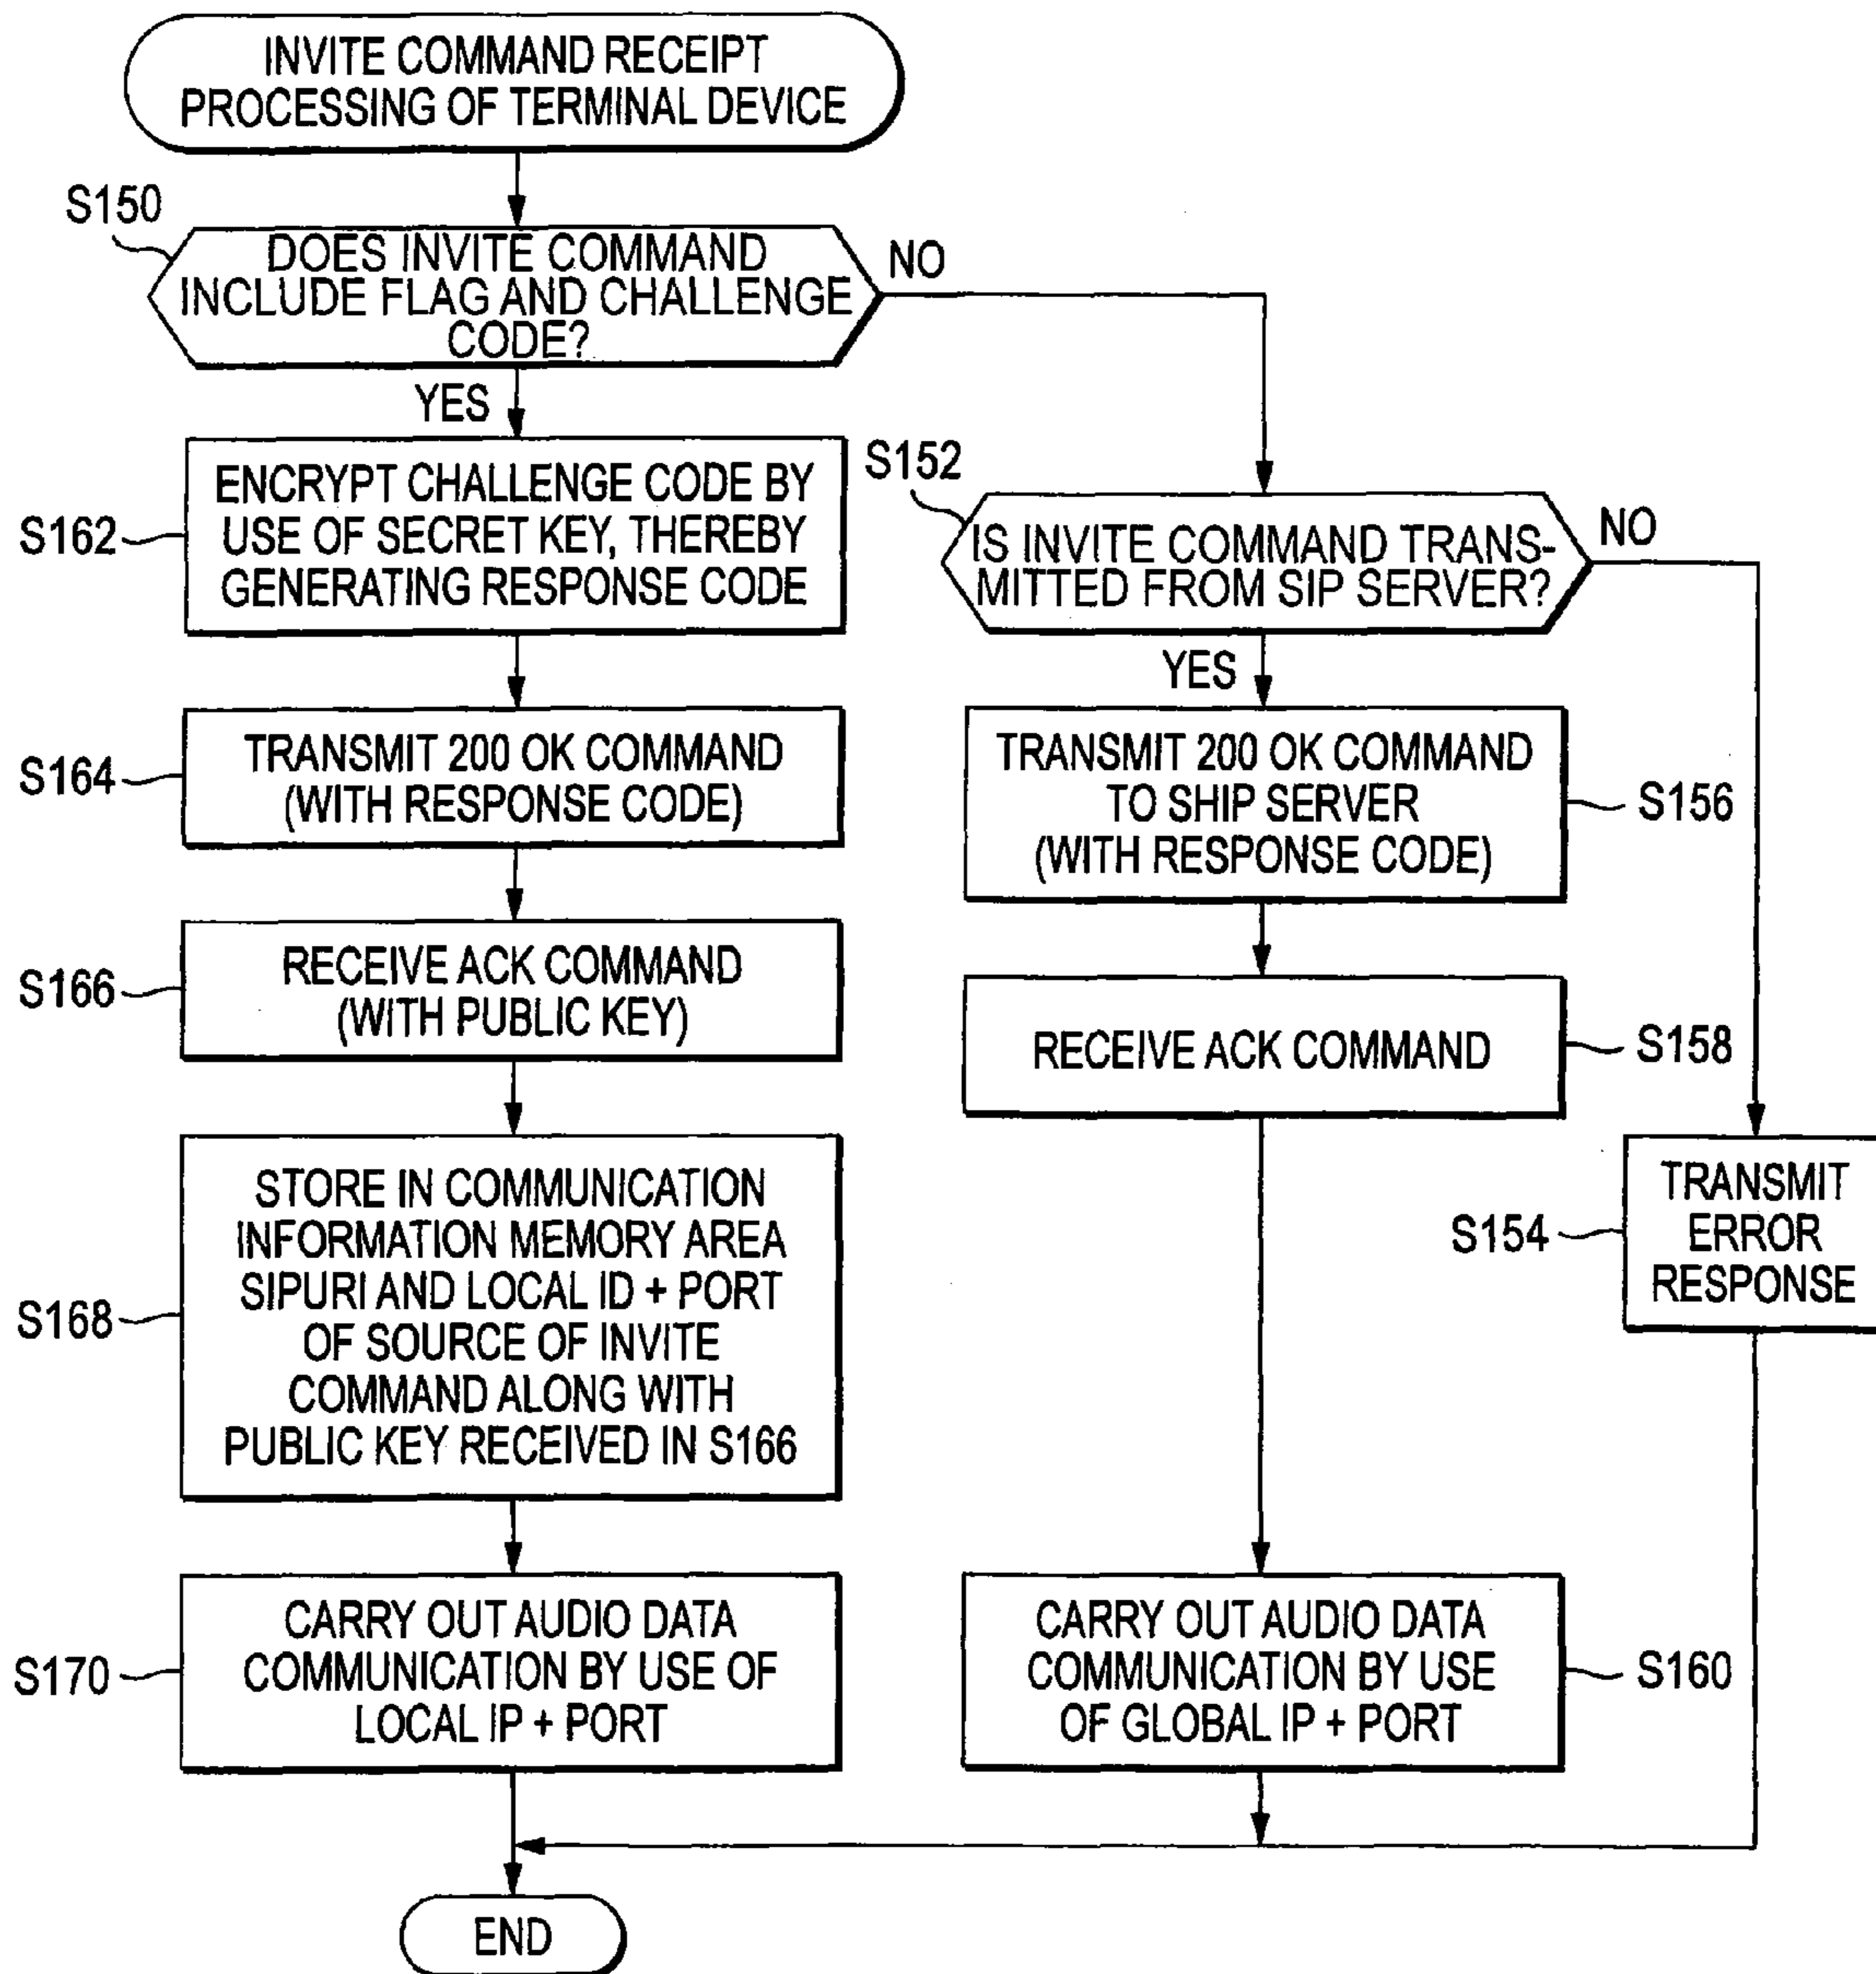 INVITE COMMAND RECEIPT
PROCESSING OF TERMINAL DEVICE
S150
DOES INVITE COMMAND
INCLUDE FLAG AND CHALLENGE
CODE?
NO
YES
S162
ENCRYPT CHALLENGE CODE BY
USE OF SECRET KEY, THEREBY
GENERATING RESPONSE CODE
S152
IS INVITE COMMAND TRANS-
MITTED FROM SIP SERVER?
NO
YES
S164
TRANSMIT 200 OK COMMAND
(WITH RESPONSE CODE)
TRANSMIT 200 OK COMMAND
TO SHIP SERVER
(WITH RESPONSE CODE)
S156
S166
RECEIVE ACK COMMAND
(WITH PUBLIC KEY)
RECEIVE ACK COMMAND
S158
S168
STORE IN COMMUNICATION
INFORMATION MEMORY AREA
SIPURI AND LOCAL ID + PORT
OF SOURCE OF INVITE
COMMAND ALONG WITH
PUBLIC KEY RECEIVED IN S166
S154
TRANSMIT
ERROR
RESPONSE
S170
CARRY OUT AUDIO DATA
COMMUNICATION BY USE OF
LOCAL IP + PORT
CARRY OUT AUDIO DATA
COMMUNICATION BY USE
OF GLOBAL IP + PORT
S160
END